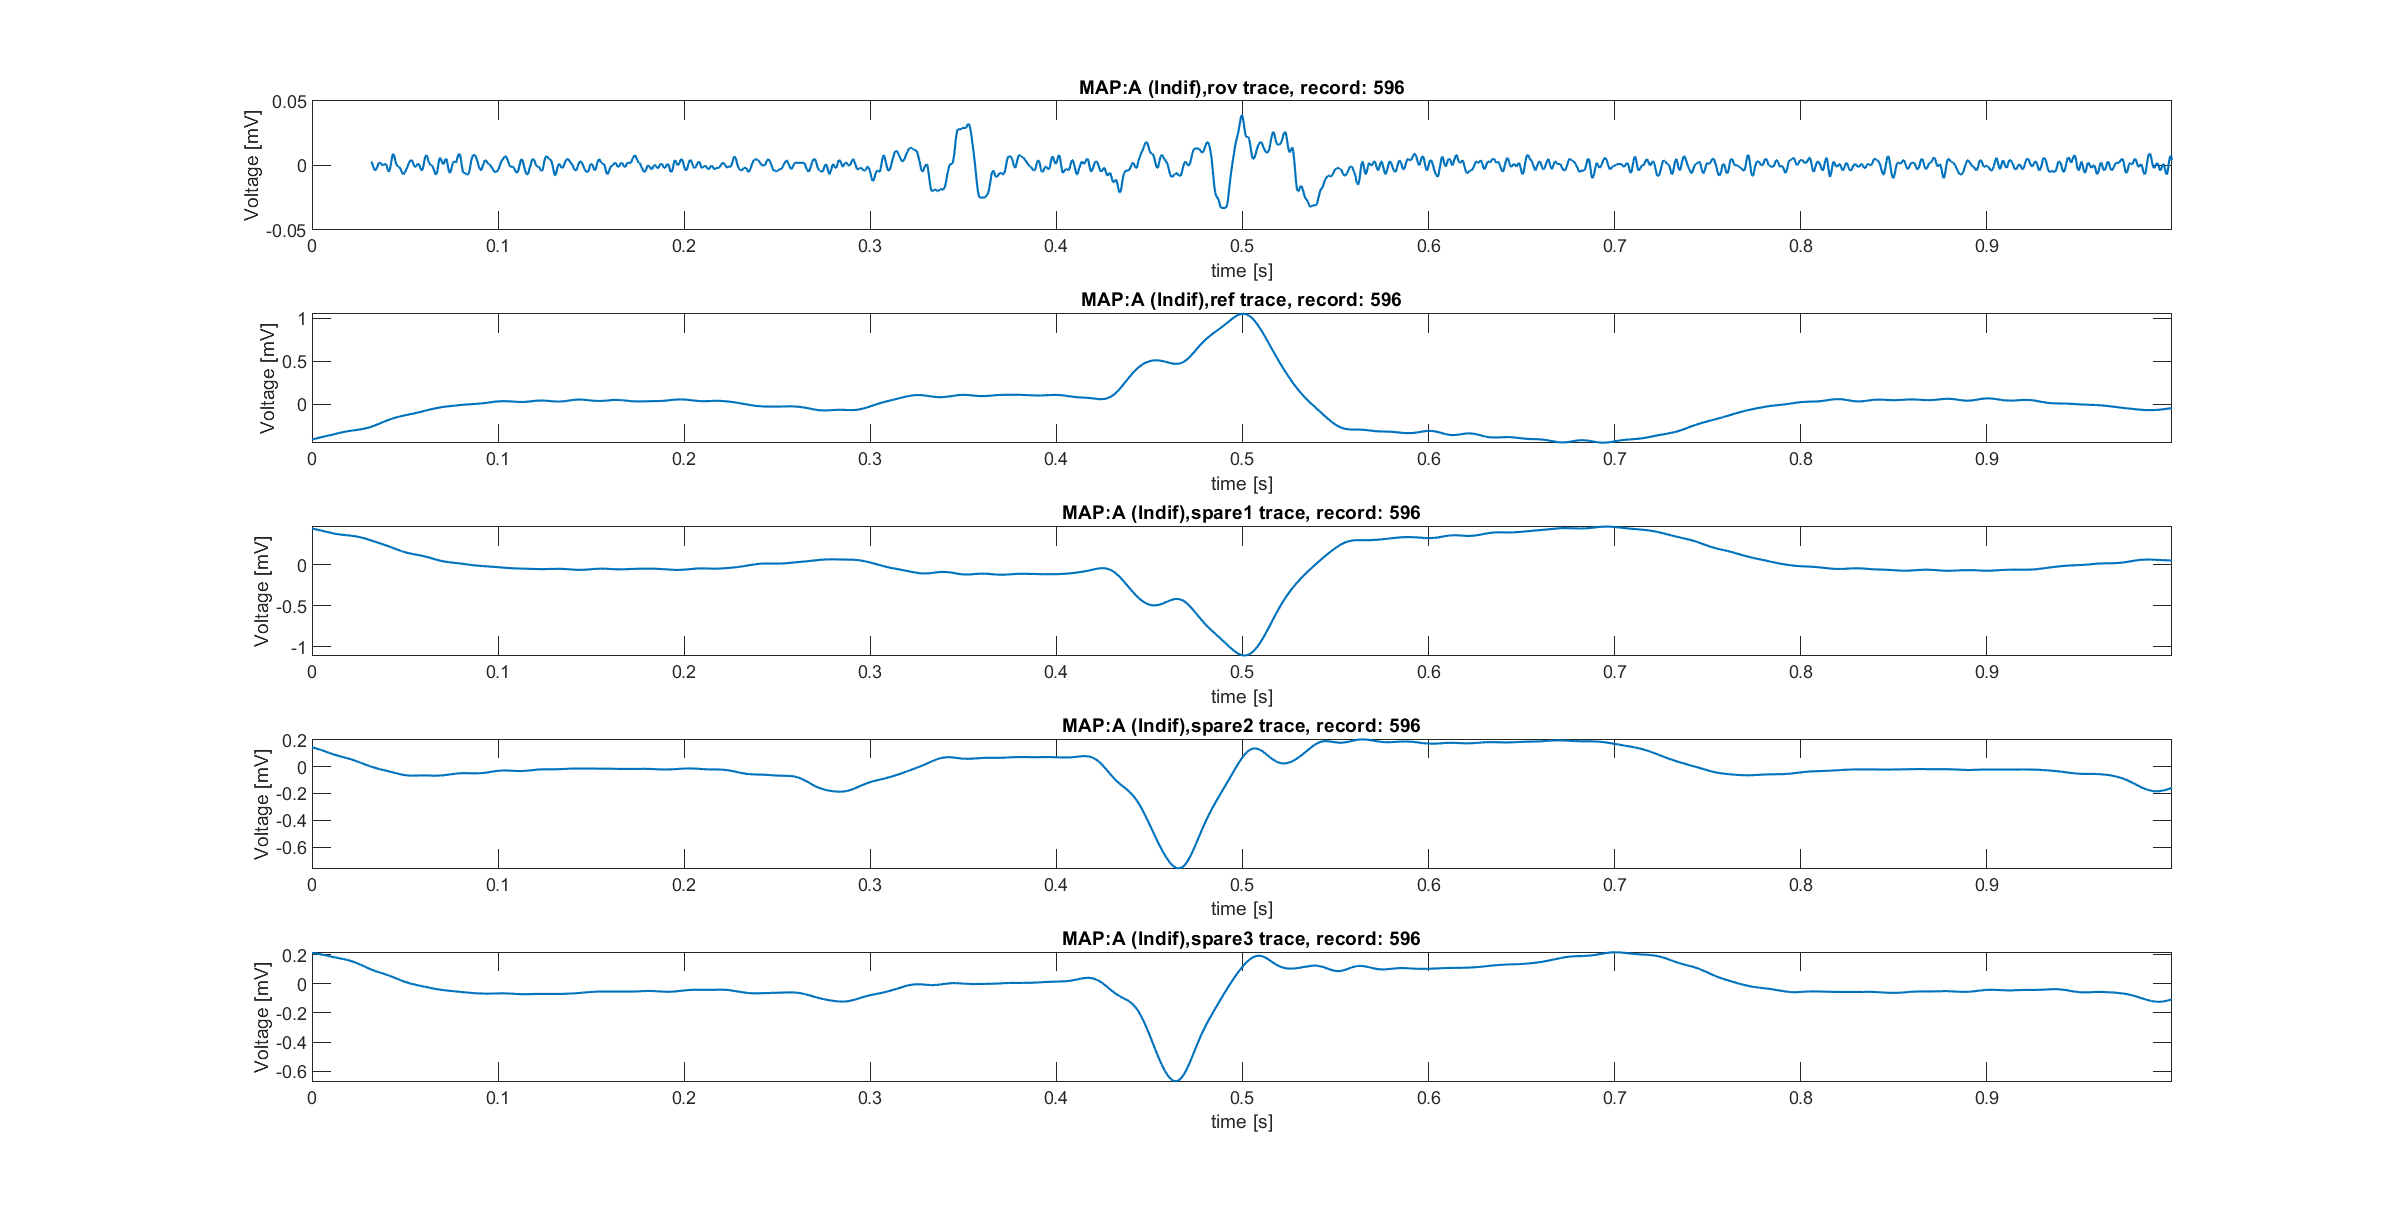 MAP:A (Indif),rov trace, record: 596
Voltage [mV]
0.05
0
-0.05
0 0.1 0.2 0.3 0.4 0.5 0.6 0.7 0.8 0.9
time [s]
MAP:A (Indif),ref trace, record: 596
Voltage [mV]
1
0.5
0
0 0.1 0.2 0.3 0.4 0.5 0.6 0.7 0.8 0.9
time [s]
MAP:A (Indif),spare1 trace, record: 596
Voltage [mV]
0
-0.5
-1
0 0.1 0.2 0.3 0.4 0.5 0.6 0.7 0.8 0.9
time [s]
MAP:A (Indif),spare2 trace, record: 596
Voltage [mV]
0.2
0
-0.2
-0.4
-0.6
0 0.1 0.2 0.3 0.4 0.5 0.6 0.7 0.8 0.9
time [s]
MAP:A (Indif),spare3 trace, record: 596
Voltage [mV]
0.2
0
-0.2
-0.4
-0.6
0 0.1 0.2 0.3 0.4 0.5 0.6 0.7 0.8 0.9
time [s]